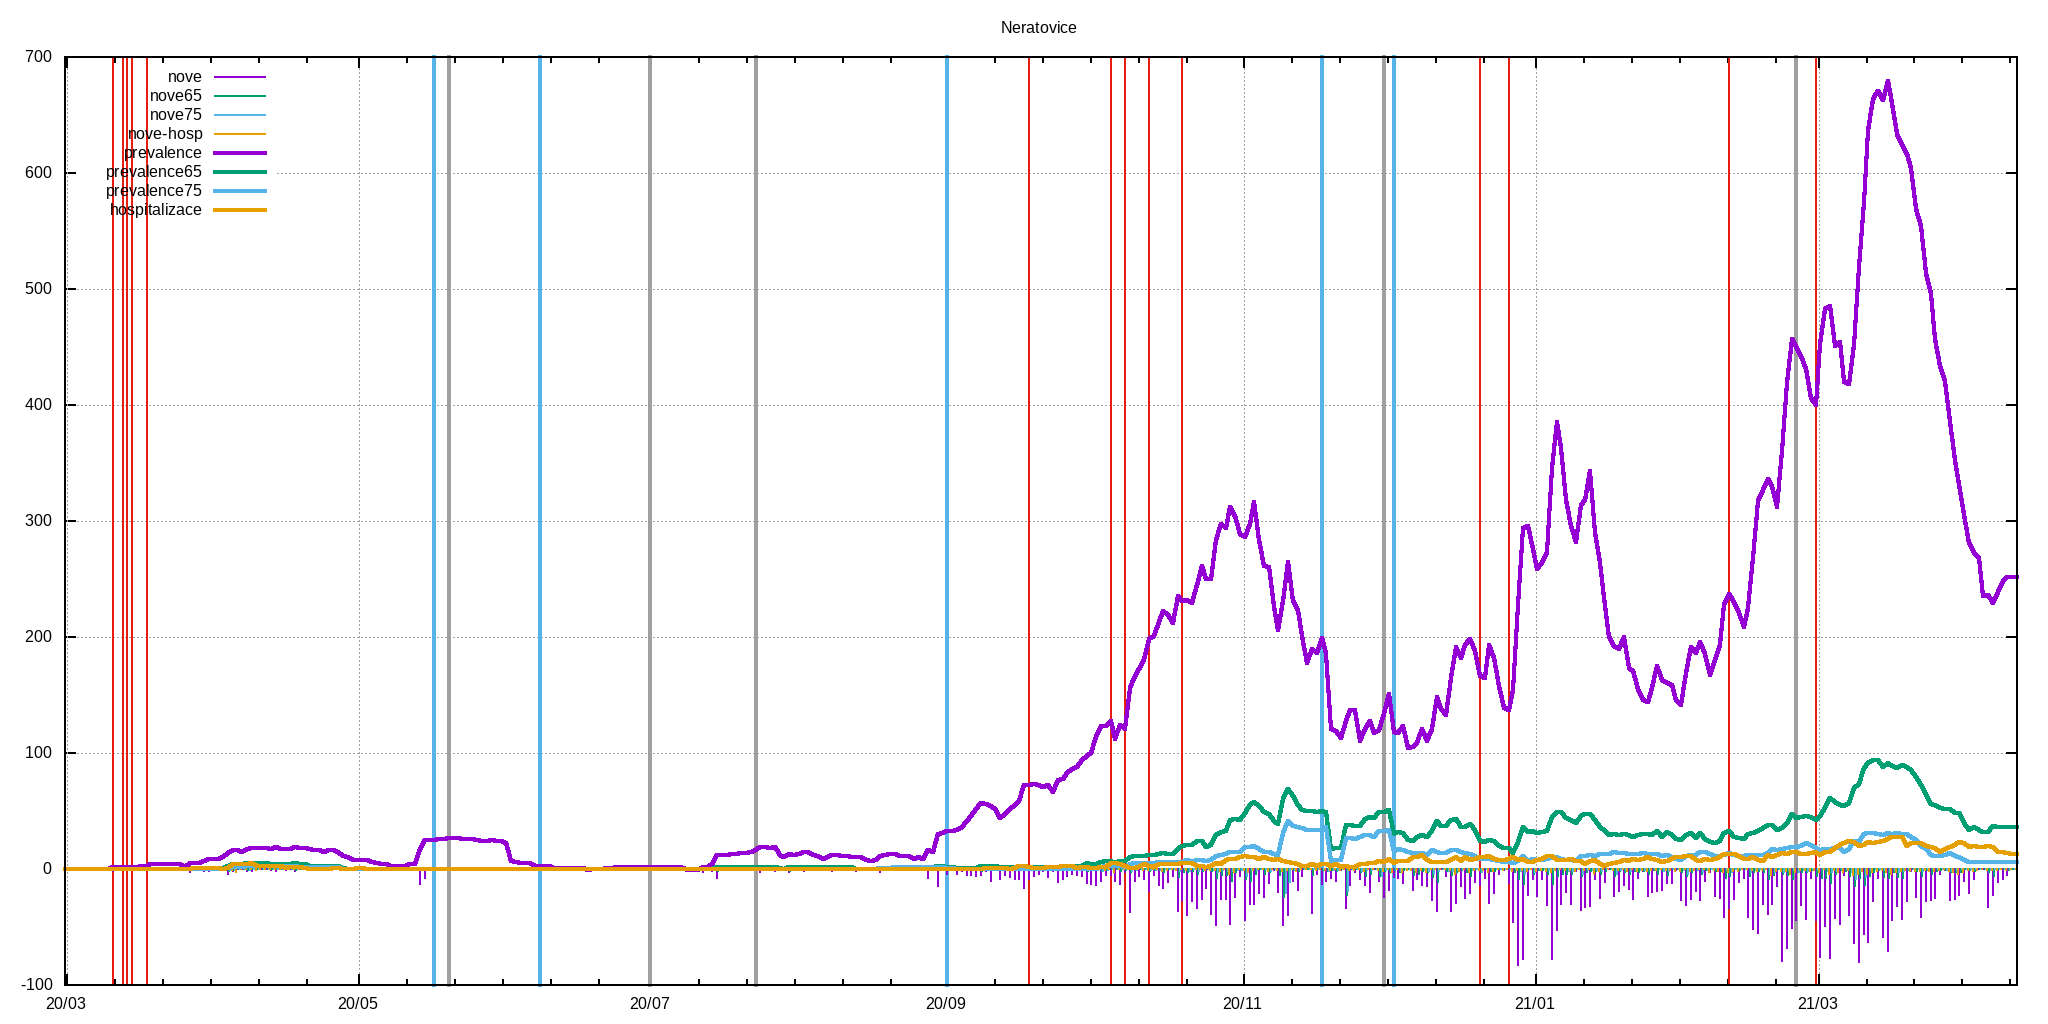 Neratovice
700
600
500
400
300
200
100
0
-100
nove
nove65
nove75
nove-hosp
prevalence
prevalence65
prevalence75
hospitalizace
20/03 20/05 20/07 20/09 20/11 21/01 21/03